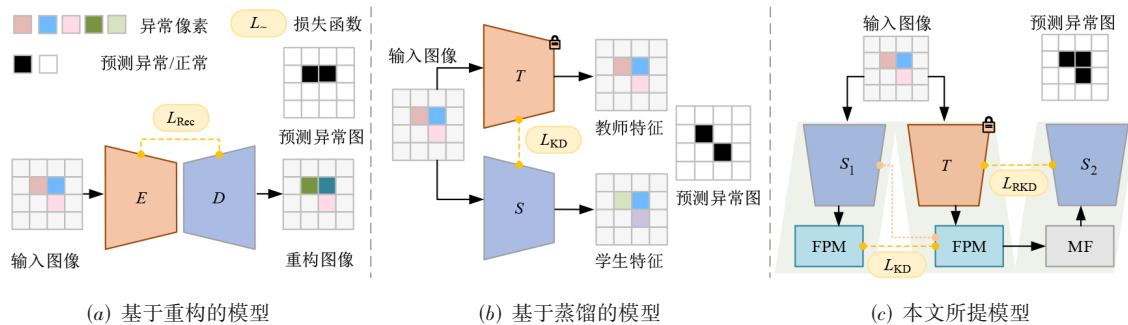 异常像素
L~ 损失函数
预测异常/正常
预测异常图
LRec
E
D
输入图像
重构图像
(a) 基于重构的模型
输入图像
T
教师特征
LKD
预测异常图
S
学生特征
(b) 基于蒸馏的模型
输入图像
预测异常图
S1
T
LRKD
S2
FPM
LKD
FPM
MF
(c) 本文所提模型